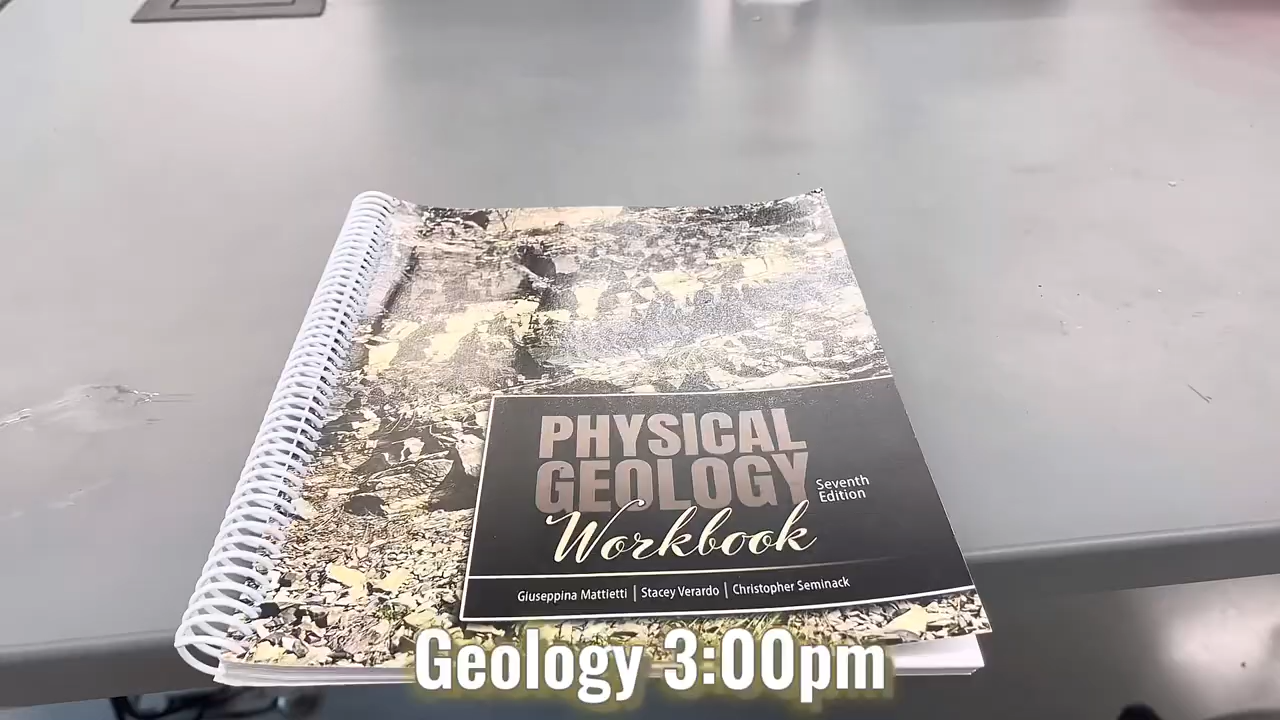 PHYSICAL
GEOLOGY
Seventh
Edition
Workbook
Giuseppina Mattietti | Stacey Verardo | Christopher Seminack
Geology 3:00pm